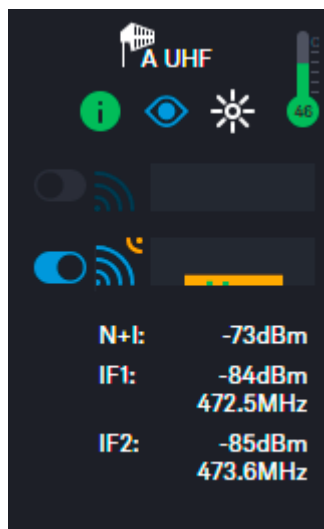 A UHF
46
N+I: -73dBm
IF1: -84dBm
472.5MHz
IF2: -85dBm
473.6MHz